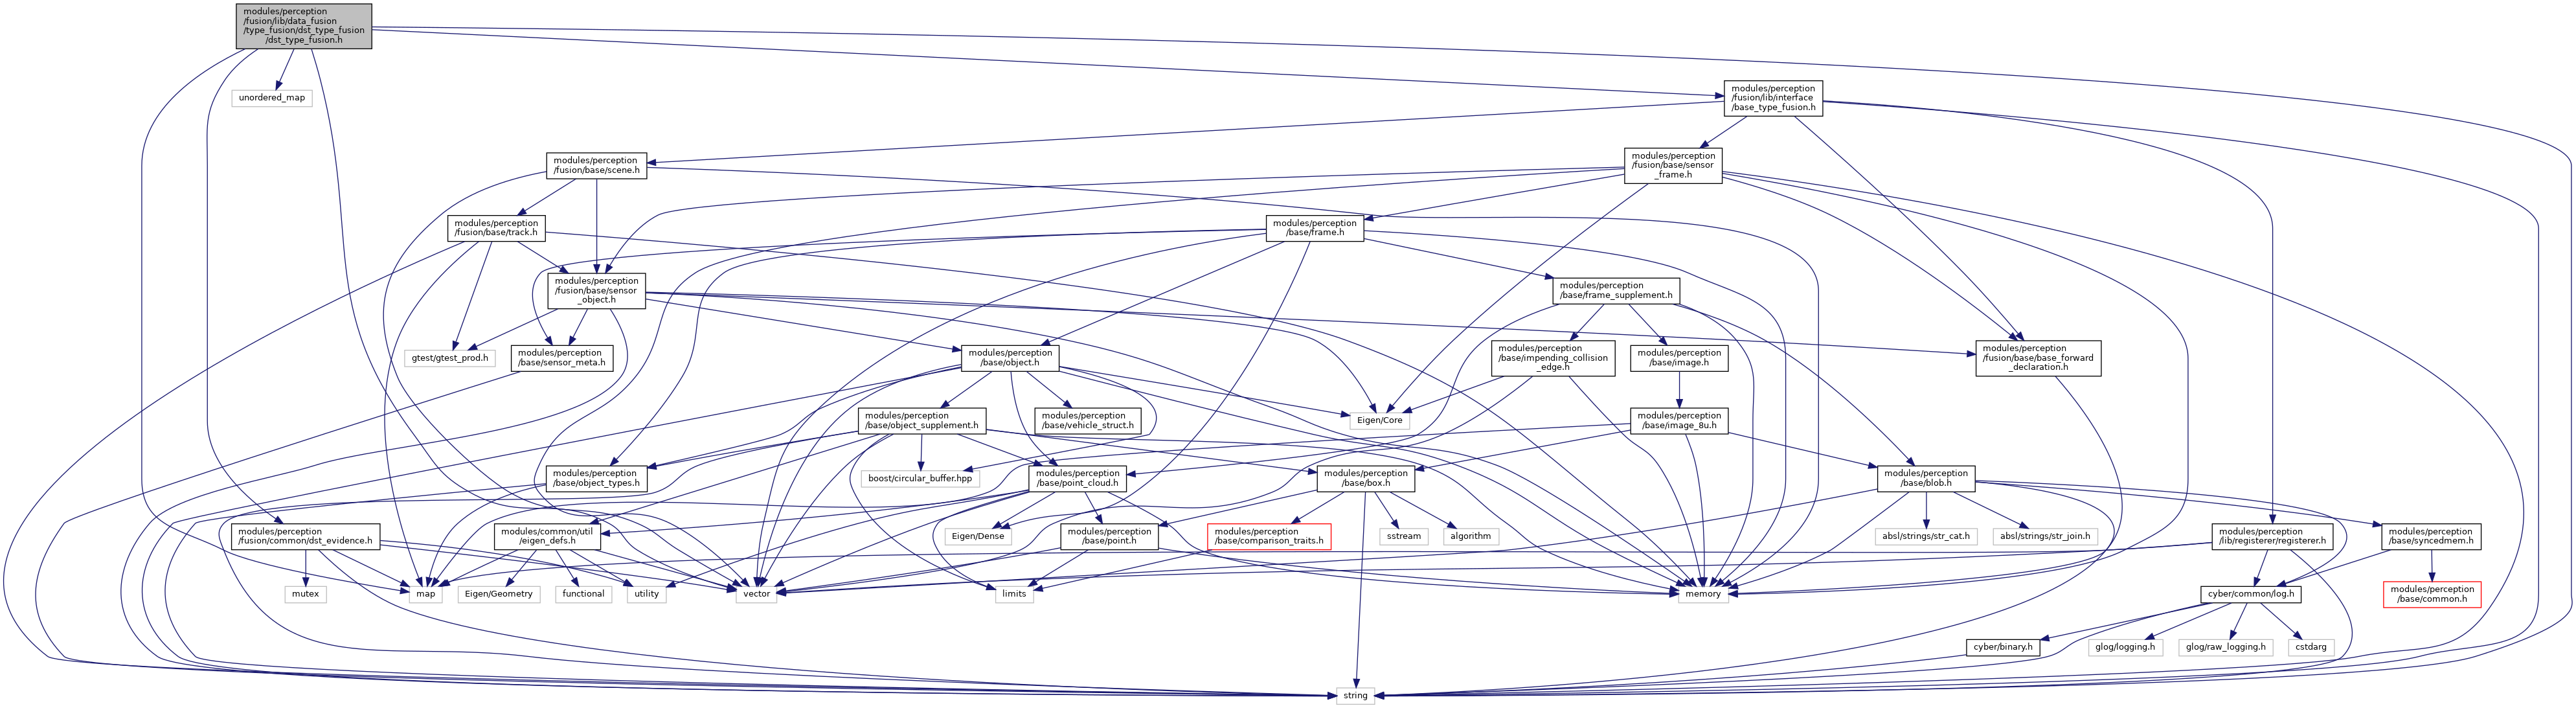 modules/perception
/fusion/lib/data_fusion
/type_fusion/dst_type_fusion
/dst_type_fusion.h
unordered_map
modules/perception
/fusion/lib/interface
/base_type_fusion.h
modules/perception
/fusion/base/scene.h
modules/perception
/fusion/base/sensor
_frame.h
modules/perception
/fusion/base/track.h
modules/perception
/base/frame.h
modules/perception
/fusion/base/sensor
_object.h
modules/perception
/base/frame_supplement.h
gtest/gtest_prod.h
modules/perception
/base/sensor_meta.h
modules/perception
/base/object.h
modules/perception
/base/impending_collision
_edge.h
modules/perception
/base/image.h
modules/perception
/fusion/base/base_forward
_declaration.h
modules/perception
/base/object_supplement.h
modules/perception
/base/vehicle_struct.h
Eigen/Core
modules/perception
/base/image_8u.h
modules/perception
/base/object_types.h
boost/circular_buffer.hpp
modules/perception
/base/point_cloud.h
modules/perception
/base/box.h
modules/perception
/base/blob.h
modules/perception
/fusion/common/dst_evidence.h
modules/common/util
/eigen_defs.h
Eigen/Dense
modules/perception
/base/point.h
modules/perception
/base/comparison_traits.h
sstream
algorithm
absl/strings/str_cat.h
absl/strings/str_join.h
modules/perception
/lib/registerer/registerer.h
modules/perception
/base/syncedmem.h
mutex
map
Eigen/Geometry
functional
utility
vector
limits
memory
cyber/common/log.h
modules/perception
/base/common.h
cyber/binary.h
glog/logging.h
glog/raw_logging.h
cstdarg
string